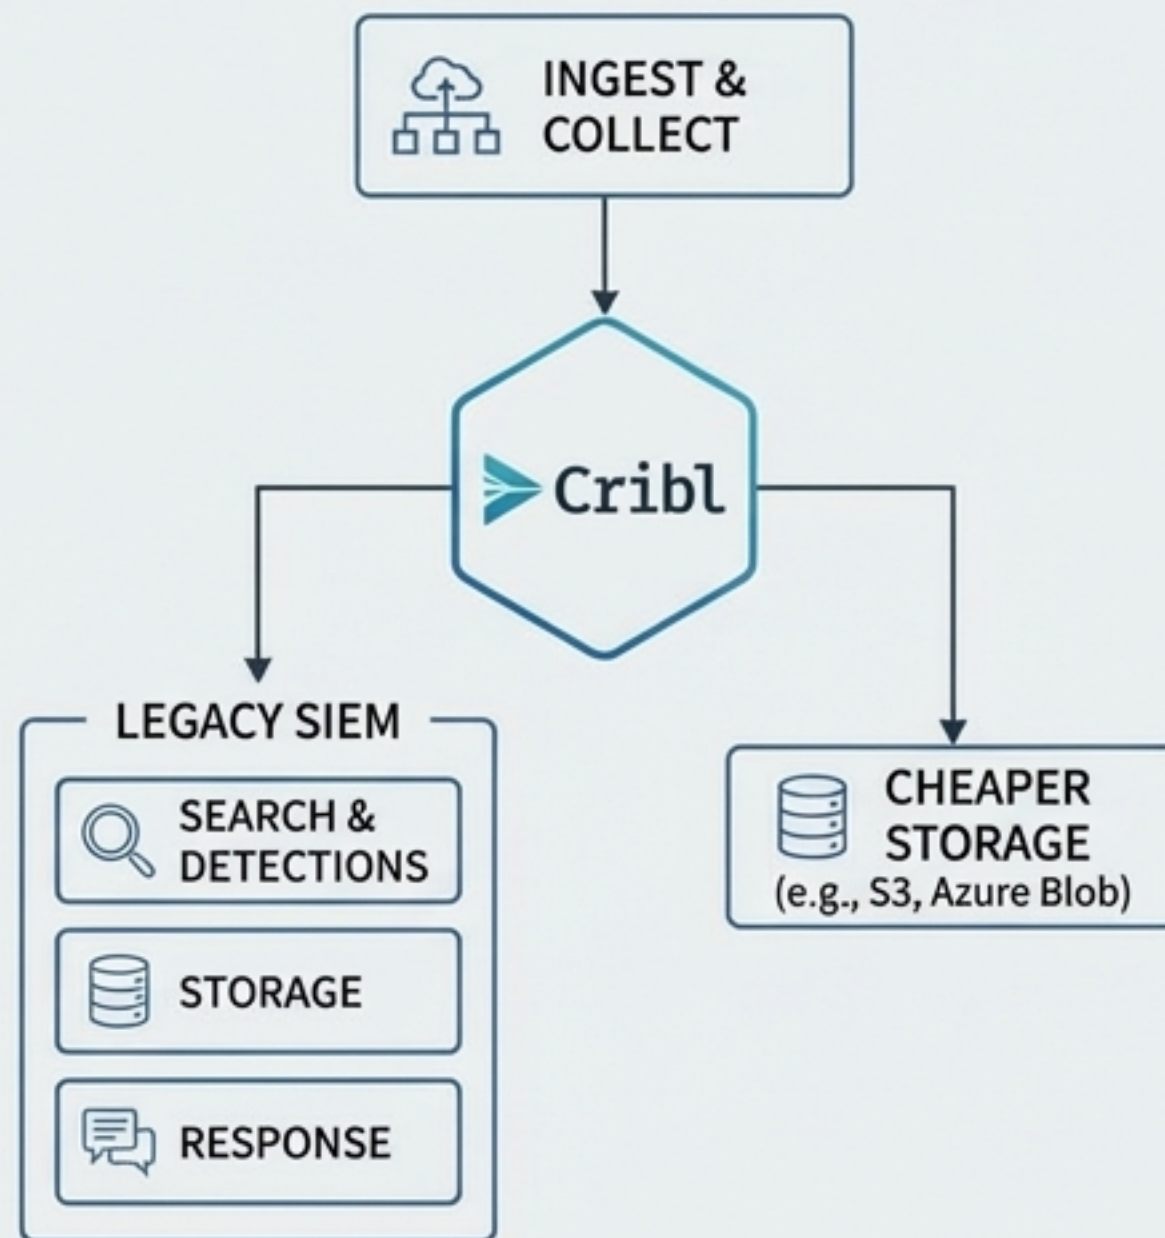 INGEST &
COLLECT
Cribl
LEGACY SIEM
SEARCH &
DETECTIONS
STORAGE
RESPONSE
CHEAPER
STORAGE
(e.g., S3, Azure Blob)